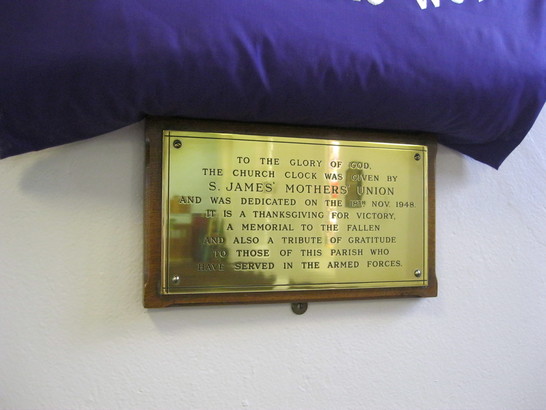 TO THE GLORY OF GOD,
THE CHURCH CLOCK WAS GIVEN BY
S. JAMES' MOTHERS' UNION
AND WAS DEDICATED ON THE NOV. 1948.
IT IS A THANKSGIVING FOR VICTORY,
A MEMORIAL TO THE FALLEN
AND ALSO A TRIBUTE OF GRATITUDE
TO THOSE OF THIS PARISH WHO
HAVE SERVED IN THE ARMED FORCES.